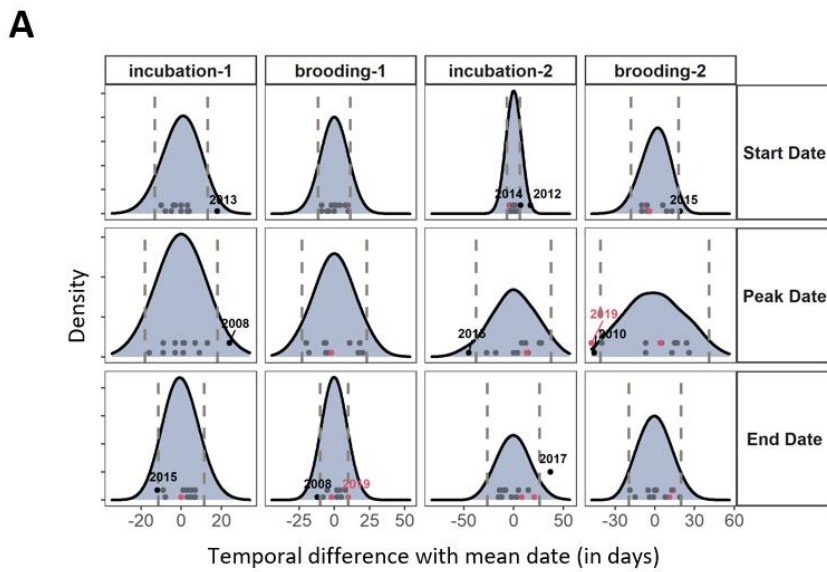 A
incubation-1 brooding-1 incubation-2 brooding-2
2013 2014 2012 2015 Start Date
2008 2015 2019 2010 Peak Date
2015 2008 2019 2017 End Date
Density
-20 0 20 -25 0 25 50 -50 0 50 -30 0 30 60
Temporal difference with mean date (in days)